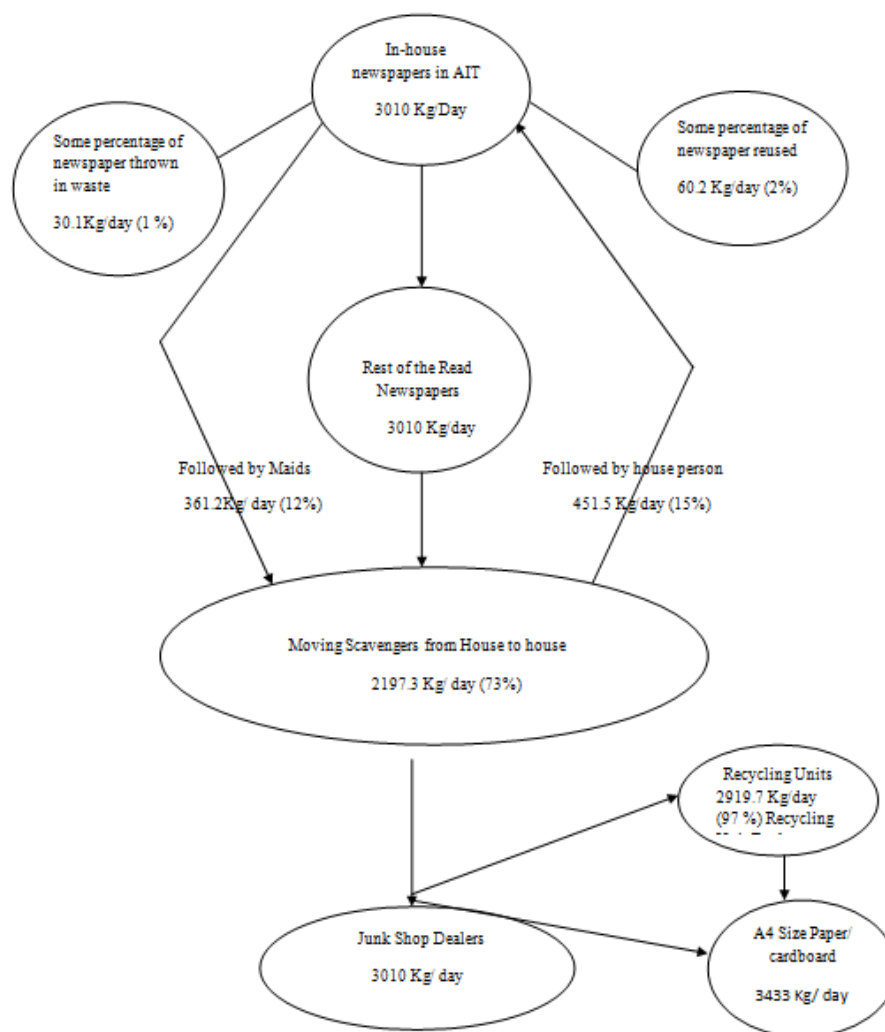 In-house
newspapers in AIT
3010 Kg/Day
Some percentage of
newspaper thrown
in waste
30.1Kg/day (1 %)
Some percentage of
newspaper reused
60.2 Kg/day (2%)
Rest of the Read
Newspapers
3010 Kg/day
Followed by Maids
361.2Kg/ day (12%)
Followed by house person
451.5 Kg/day (15%)
Moving Scavengers from House to house
2197.3 Kg/ day (73%)
Recycling Units
2919.7 Kg/day
(97 %) Recycling
Junk Shop Dealers
3010 Kg/ day
A4 Size Paper/
cardboard
3433 Kg/ day